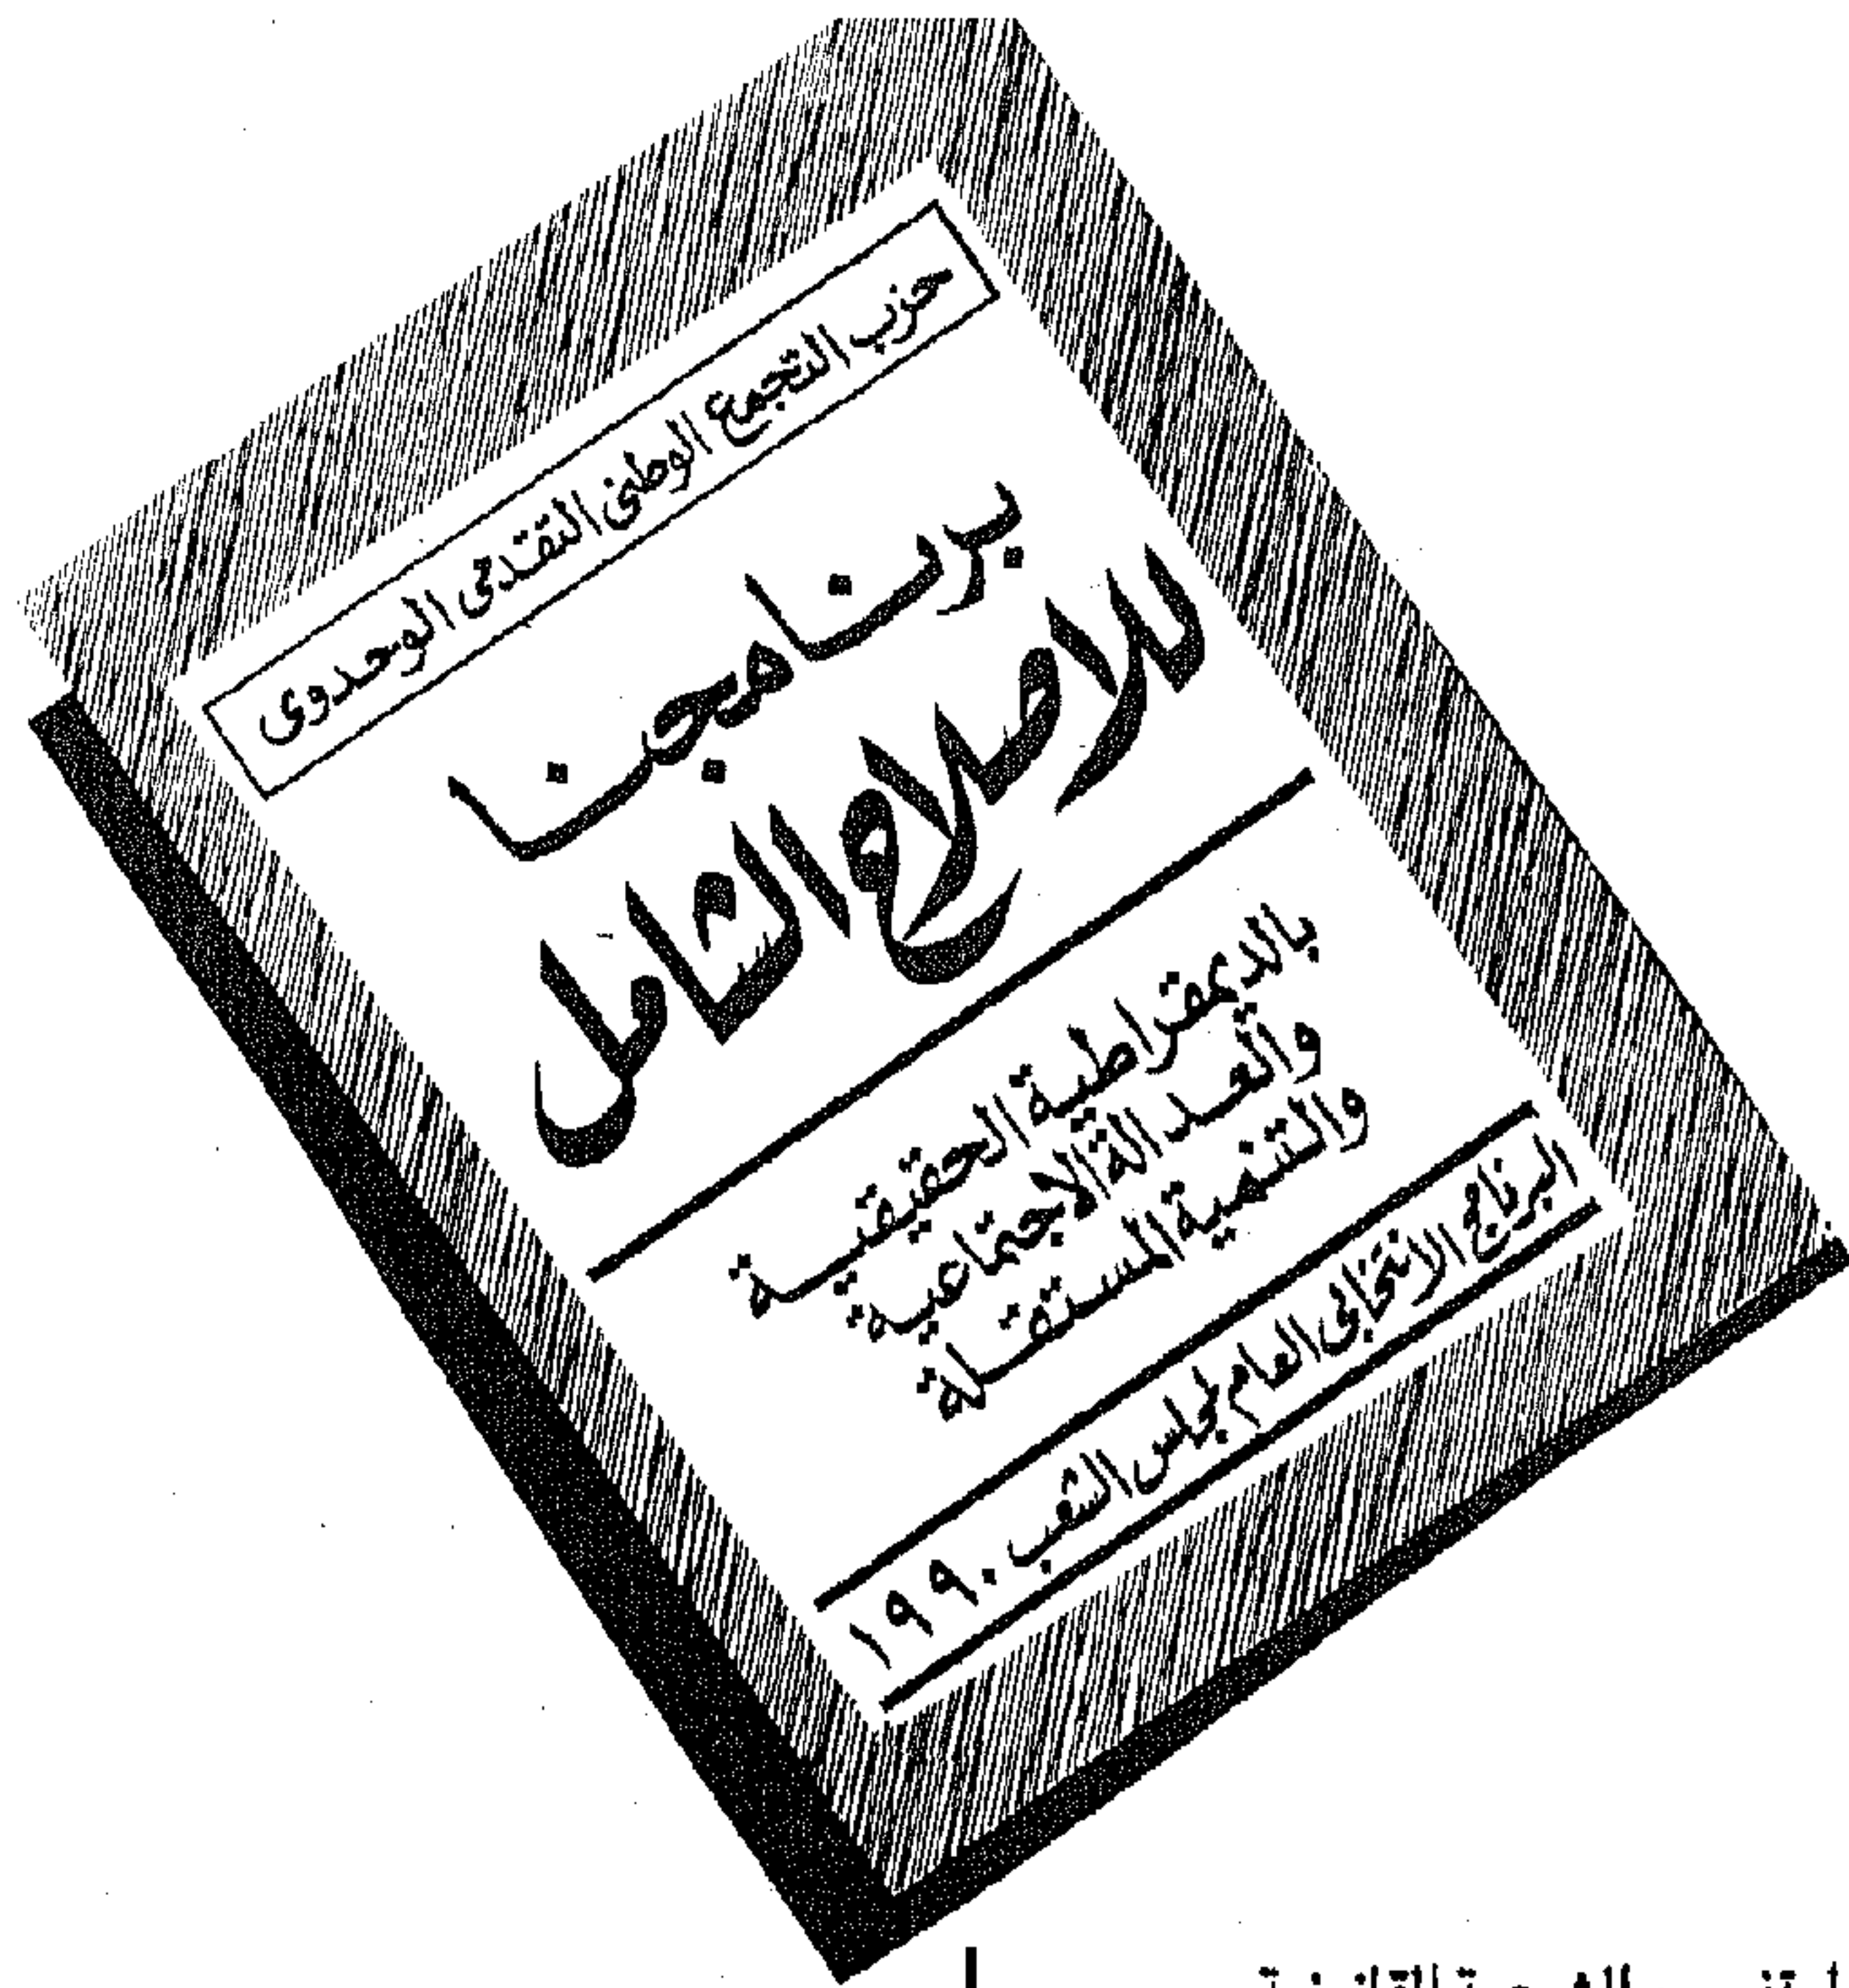 حزب التجمع الوطنى التقدمى الوحدوى
برنامجنا
للاصلاح الشامل
بالديمقراطية الحقيقية
والعدالة الاجتماعية
والتنمية المستقلة
البرنامج الانتخابى العام لمجلس الشعب ١٩٩٠